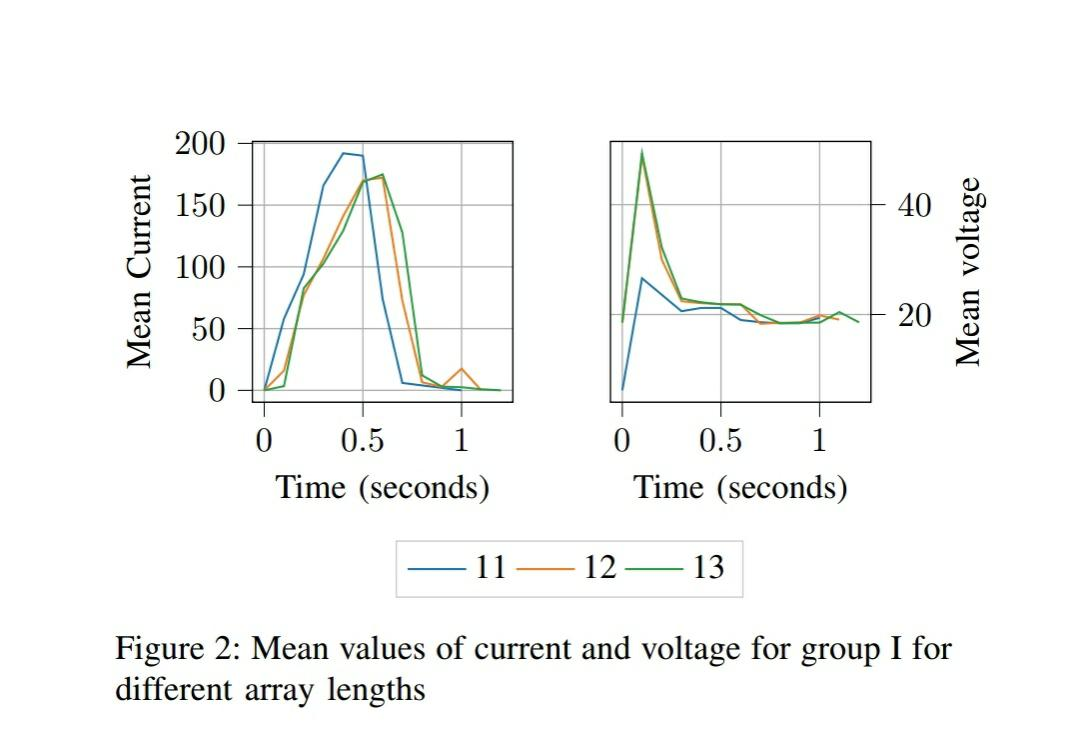 200
150
100
50
0
Mean Current
0 0.5 1
Time (seconds)
40
20
Mean voltage
0 0.5 1
Time (seconds)
11 12 13
Figure 2: Mean values of current and voltage for group I for
different array lengths